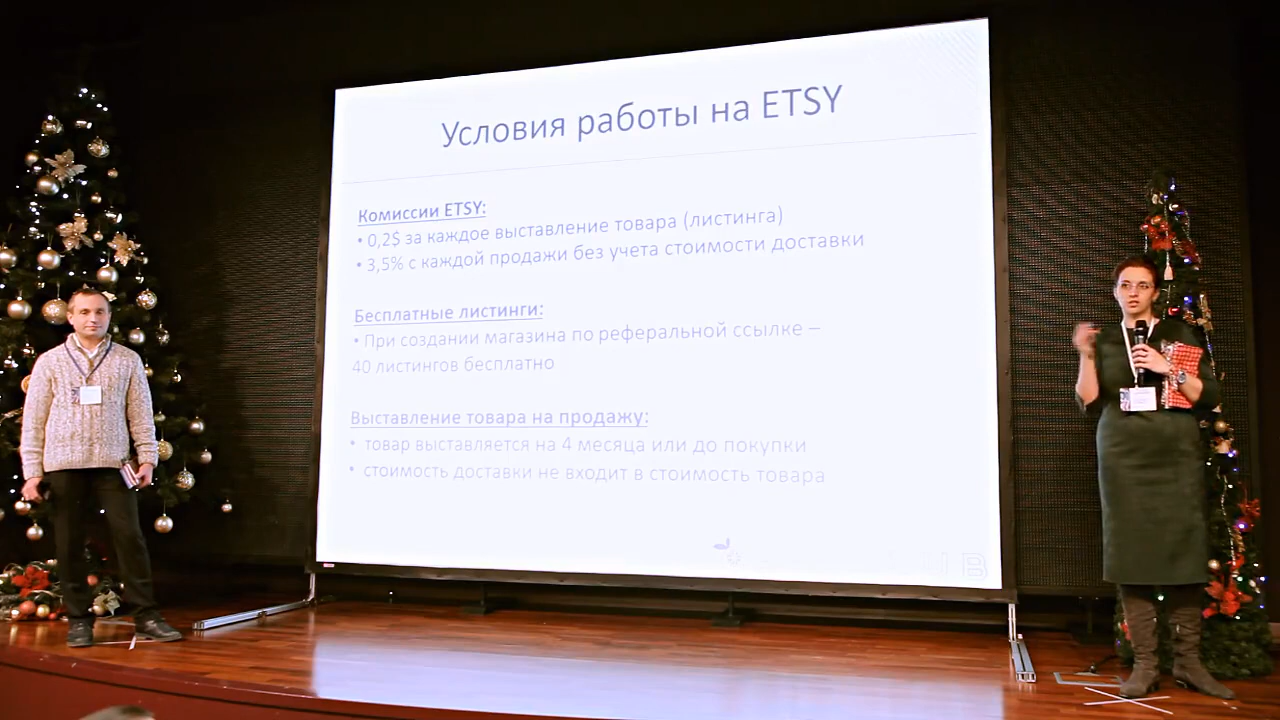 Условия работы на ETSY
Комиссии ETSY:
• 0,2$ за каждое выставление товара (листинга)
• 3,5% с каждой продажи без учета стоимости доставки
Бесплатные листинги:
• При создании магазина по реферальной ссылке –
40 листингов бесплатно
Выставление товара на продажу:
• товар выставляется на 4 месяца или до покупки
• стоимость доставки не входит в стоимость товара